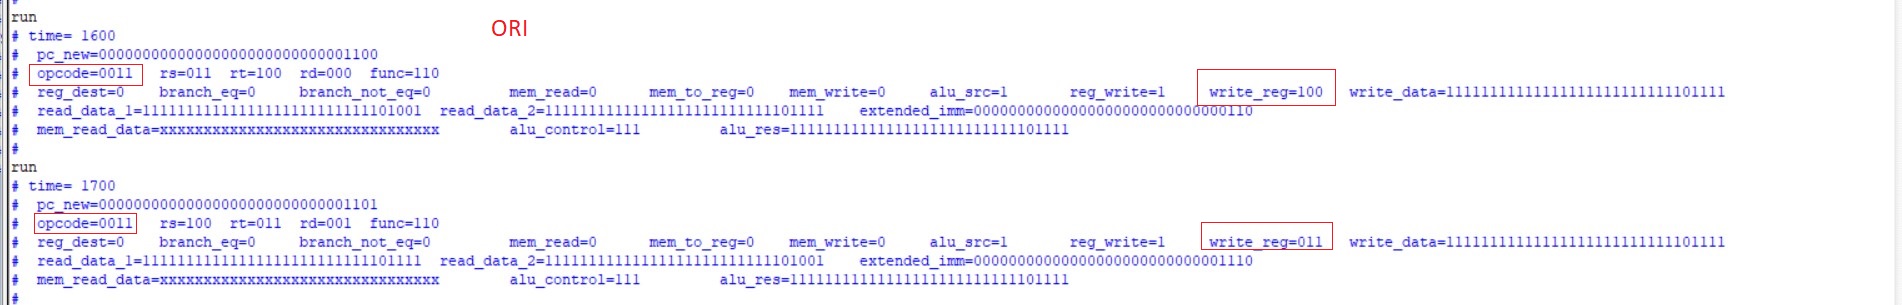 run
ORI
# time= 1600
# pc_new=00000000000000000000000000001100
# opcode=0011 rs=011 rt=100 rd=000 func=110
# reg_dest=0 branch_eq=0 branch_not_eq=0 mem_read=0 mem_to_reg=0 mem_write=0 alu_src=1 reg_write=1 write_reg=100 write_data=11111111111111111111111111101111
# read_data_1=11111111111111111111111111101001 read_data_2=11111111111111111111111111101111 extended_imm=00000000000000000000000000000110
# mem_read_data=xxxxxxxxxxxxxxxxxxxxxxxxxxxxxxxx alu_control=111 alu_res=11111111111111111111111111101111
#
run
# time= 1700
# pc_new=00000000000000000000000000001101
# opcode=0011 rs=100 rt=011 rd=001 func=110
# reg_dest=0 branch_eq=0 branch_not_eq=0 mem_read=0 mem_to_reg=0 mem_write=0 alu_src=1 reg_write=1 write_reg=011 write_data=11111111111111111111111111101111
# read_data_1=11111111111111111111111111101111 read_data_2=11111111111111111111111111101001 extended_imm=00000000000000000000000000001110
# mem_read_data=xxxxxxxxxxxxxxxxxxxxxxxxxxxxxxxx alu_control=111 alu_res=11111111111111111111111111101111
#